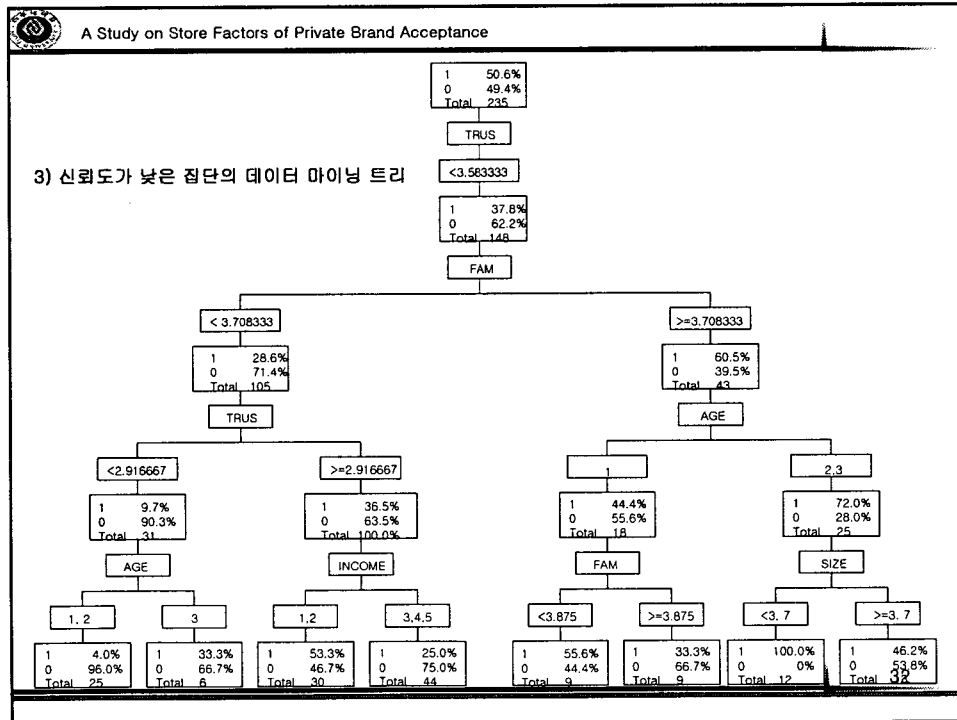 A Study on Store Factors of Private Brand Acceptance
1 50.6%
0 49.4%
Total 235
TRUS
<3.583333
3) 신뢰도가 낮은 집단의 데이터 마이닝 트리
1 37.8%
0 62.2%
Total 148
FAM
< 3.708333
>=3.708333
1 28.6%
0 71.4%
Total 105
1 60.5%
0 39.5%
Total 43
TRUS
AGE
<2.916667
>=2.916667
1
2,3
1 9.7%
0 90.3%
Total 31
1 36.5%
0 63.5%
Total 100.0%
1 44.4%
0 55.6%
Total 18
1 72.0%
0 28.0%
Total 25
AGE
INCOME
FAM
SIZE
1, 2
3
1,2
3,4,5
<3.875
>=3.875
<3. 7
>=3. 7
1 4.0%
0 96.0%
Total 25
1 33.3%
0 66.7%
Total 6
1 53.3%
0 46.7%
Total 30
1 25.0%
0 75.0%
Total 44
1 55.6%
0 44.4%
Total 9
1 33.3%
0 66.7%
Total 9
1 100.0%
0 0%
Total 12
1 46.2%
0 53.8%
Total
32